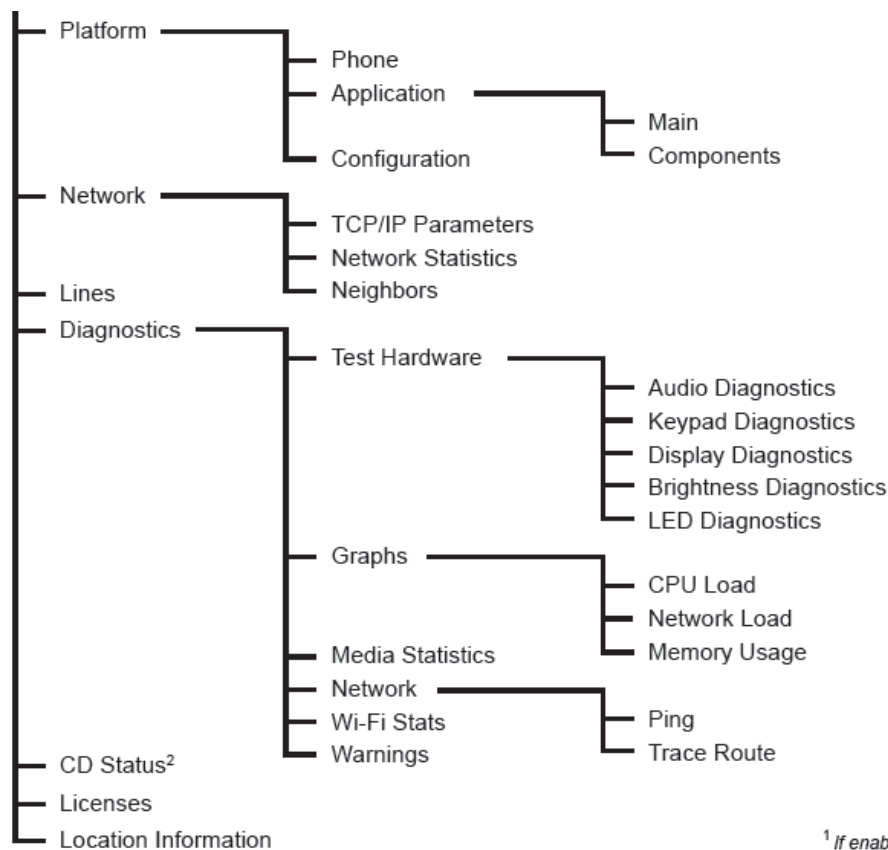 Platform
Phone
Application
Main
Components
Configuration
Network
TCP/IP Parameters
Network Statistics
Neighbors
Lines
Diagnostics
Test Hardware
Audio Diagnostics
Keypad Diagnostics
Display Diagnostics
Brightness Diagnostics
LED Diagnostics
Graphs
CPU Load
Network Load
Memory Usage
Media Statistics
Network
Ping
Trace Route
Wi-Fi Stats
Warnings
CD Status²
Licenses
Location Information
¹ If enab